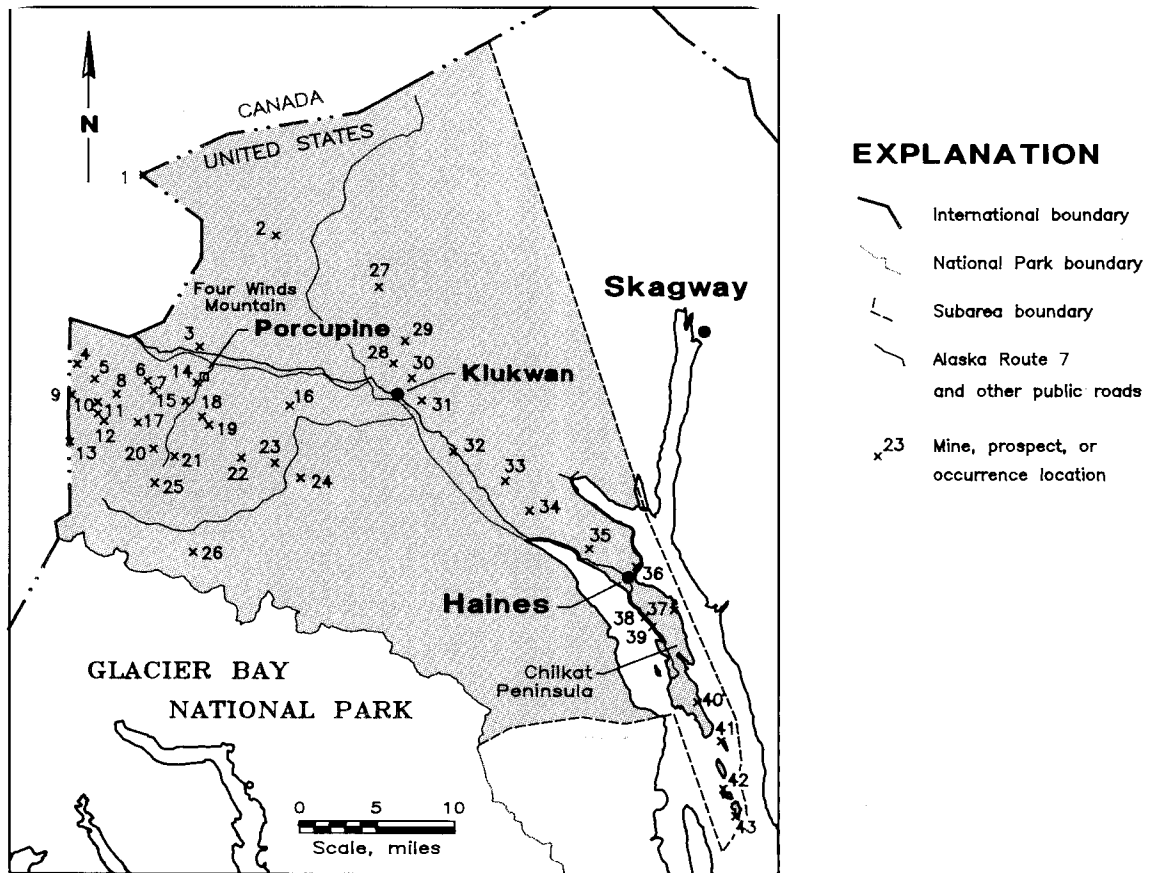 CANADA
UNITED STATES
N
1
2
27
Four Winds
Mountain
Skagway
3
Porcupine
29
28
30
Klukwan
4
5
6
7
14
8
9
10
11
15
18
16
31
12
17
19
13
20
21
22
23
24
32
33
25
34
26
35
36
Haines
38
37
39
Chilkat
Peninsula
GLACIER BAY
NATIONAL PARK
40
41
42
43
0 5 10
Scale, miles
EXPLANATION
International boundary
National Park boundary
Subarea boundary
Alaska Route 7
and other public roads
23
Mine, prospect, or
occurrence location